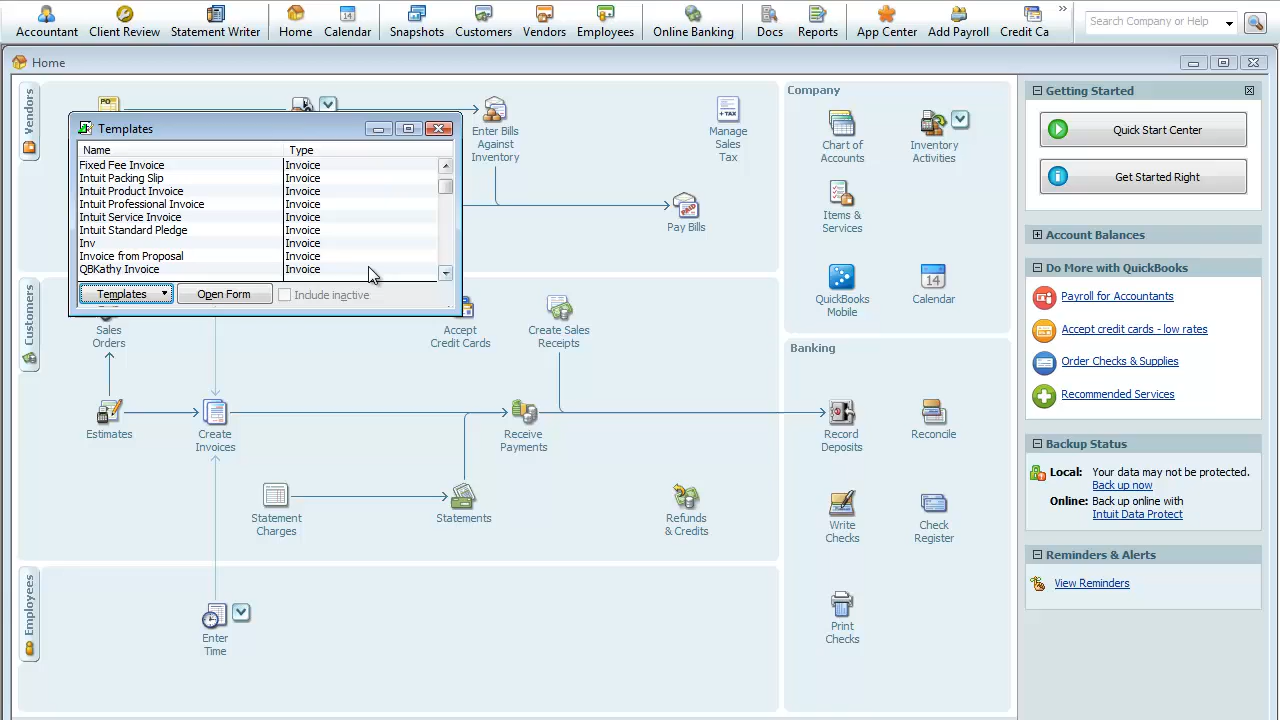 Accountant
Client Review
Statement Writer
Home
Calendar
Snapshots
Customers
Vendors
Employees
Online Banking
Docs
Reports
App Center
Add Payroll
Credit Ca
Search Company or Help
Home
Vendors
PO
Enter Bills
Against
Inventory
+ TAX
Manage
Sales
Tax
Pay Bills
Templates
Name
Type
Fixed Fee Invoice
Invoice
Intuit Packing Slip
Invoice
Intuit Product Invoice
Invoice
Intuit Professional Invoice
Invoice
Intuit Service Invoice
Invoice
Intuit Standard Pledge
Invoice
Inv
Invoice
Invoice from Proposal
Invoice
QBKathy Invoice
Invoice
Templates
Open Form
Include inactive
Customers
Sales
Orders
Accept
Credit Cards
Create Sales
Receipts
Estimates
Create
Invoices
Receive
Payments
Statement
Charges
Statements
Refunds
& Credits
Employees
Enter
Time
Company
Chart of
Accounts
Inventory
Activities
Items &
Services
QuickBooks
Mobile
14
Calendar
Banking
Record
Deposits
Reconcile
Write
Checks
Check
Register
Print
Checks
Getting Started
Quick Start Center
Get Started Right
Account Balances
Do More with QuickBooks
Payroll for Accountants
Accept credit cards - low rates
Order Checks & Supplies
Recommended Services
Backup Status
Local: Your data may not be protected.
Back up now
Online: Back up online with
Intuit Data Protect
Reminders & Alerts
View Reminders